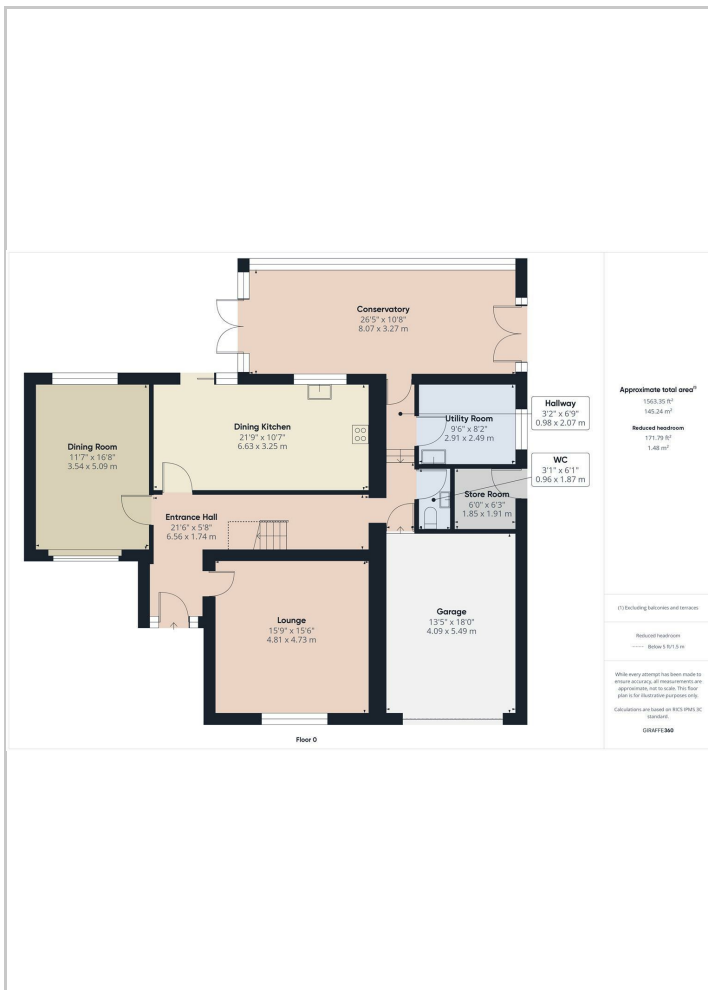 Conservatory
26'5" x 10'8"
8.07 x 3.27 m
Dining Room
11'7" x 16'8"
3.54 x 5.09 m
Dining Kitchen
21'9" x 10'7"
6.63 x 3.25 m
Utility Room
9'6" x 8'2"
2.91 x 2.49 m
Hallway
3'2" x 6'9"
0.98 x 2.07 m
WC
3'1" x 6'1"
0.96 x 1.87 m
Store Room
6'0" x 6'3"
1.85 x 1.91 m
Entrance Hall
21'6" x 5'8"
6.56 x 1.74 m
Lounge
15'9" x 15'6"
4.81 x 4.73 m
Garage
13'5" x 18'0"
4.09 x 5.49 m
Floor 0
Approximate total area⁽¹⁾
1563.35 ft²
145.24 m²
Reduced headroom
171.79 ft²
1.48 m²
(1) Excluding balconies and terraces
Reduced headroom
Below 5 ft/1.5 m
While every attempt has been made to
ensure accuracy, all measurements are
approximate, not to scale. This floor
plan is for illustrative purposes only.
Calculations are based on RICS IPMS 3C
standard.
GIRAFFE360